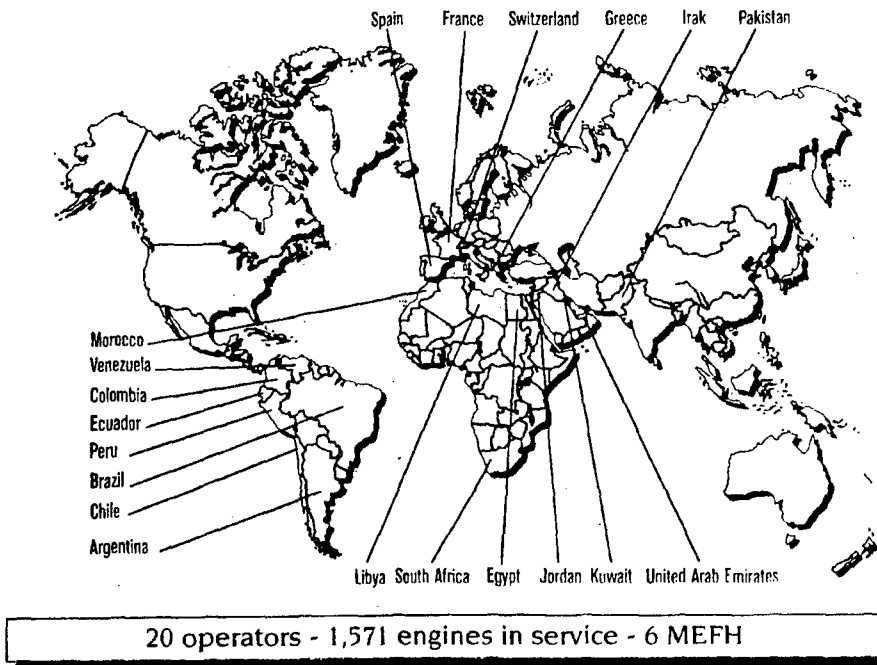 Spain France Switzerland Greece Irak Pakistan
Morocco
Venezuela
Colombia
Ecuador
Peru
Brazil
Chile
Argentina
Libya South Africa Egypt Jordan Kuwait United Arab Emirates
20 operators - 1,571 engines in service - 6 MEFH